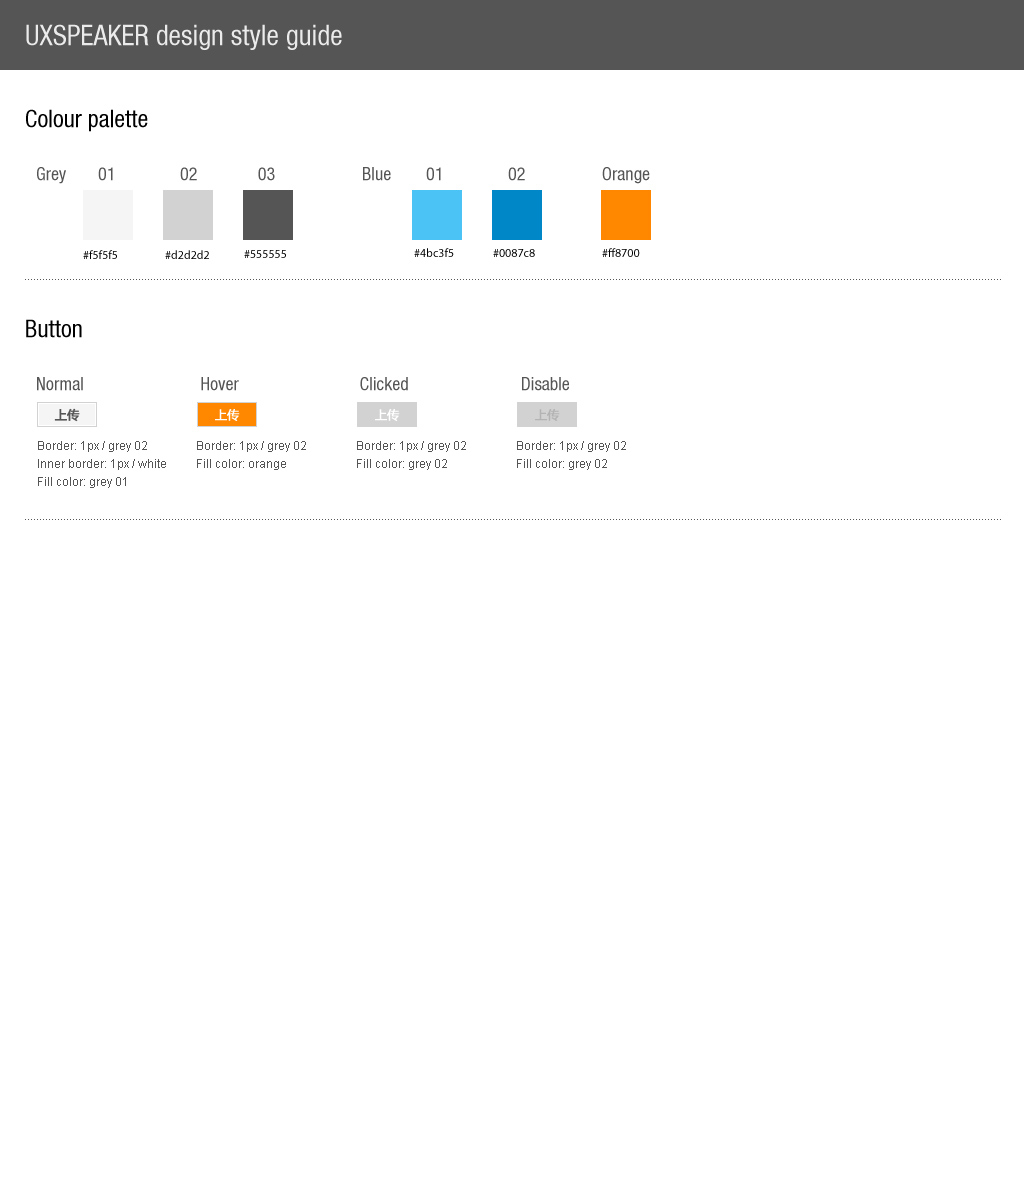 UXSPEAKER design style guide
Colour palette
Grey 01 02 03 Blue 01 02 Orange
#f5f5f5 #d2d2d2 #555555 #4bc3f5 #0087c8 #ff8700
Button
Normal Hover Clicked Disable
上传 上传 上传 上传
Border: 1px / grey 02 Border: 1px / grey 02 Border: 1px / grey 02 Border: 1px / grey 02
Inner border: 1px / white Fill color: orange Fill color: grey 02 Fill color: grey 02
Fill color: grey 01